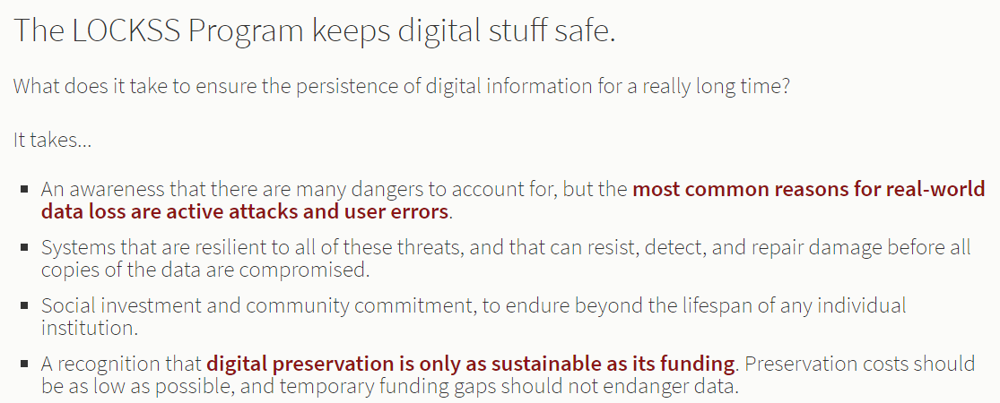 The LOCKSS Program keeps digital stuff safe.
What does it take to ensure the persistence of digital information for a really long time?
It takes...
▪ An awareness that there are many dangers to account for, but the most common reasons for real-world
data loss are active attacks and user errors.
▪ Systems that are resilient to all of these threats, and that can resist, detect, and repair damage before all
copies of the data are compromised.
▪ Social investment and community commitment, to endure beyond the lifespan of any individual
institution.
▪ A recognition that digital preservation is only as sustainable as its funding. Preservation costs should
be as low as possible, and temporary funding gaps should not endanger data.